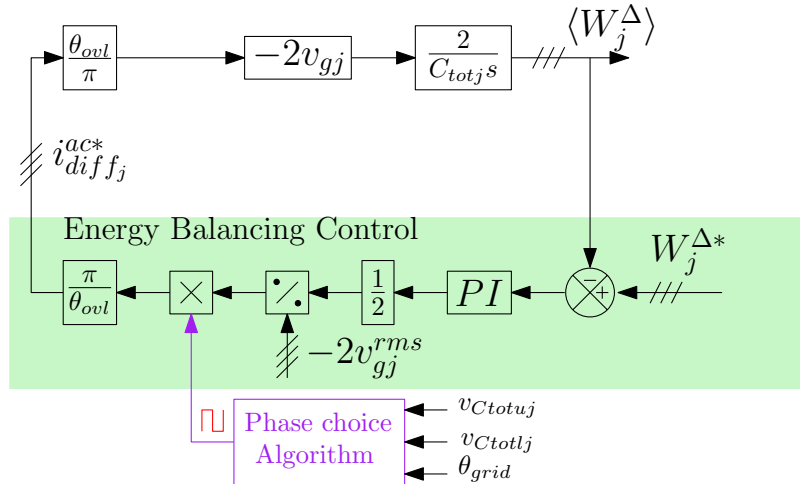 θ_ovl/π
−2v_gj
2/(C_totj s)
⟨W_j^Δ⟩
i_diff_j^ac*
Energy Balancing Control
W_j^Δ*
π/θ_ovl
×
⁒
1/2
PI
−
+
−2v_gj^rms
Phase choice
Algorithm
v_Ctotuj
v_Ctotlj
θ_grid